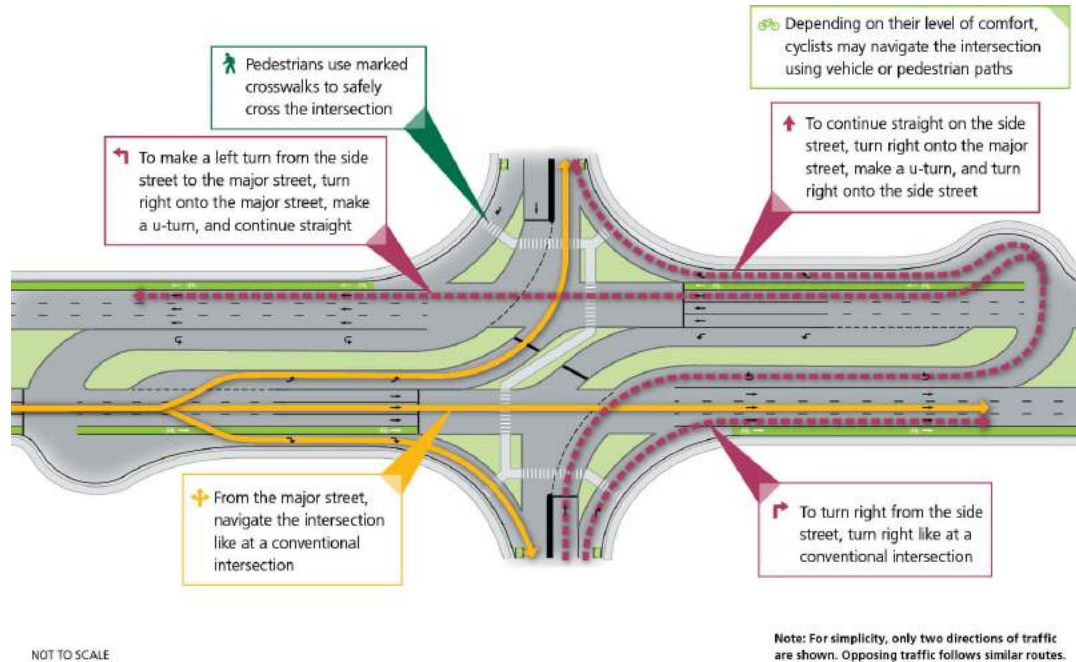 Depending on their level of comfort,
cyclists may navigate the intersection
using vehicle or pedestrian paths
Pedestrians use marked
crosswalks to safely
cross the intersection
To make a left turn from the side
street to the major street, turn
right onto the major street, make
a u-turn, and continue straight
To continue straight on the side
street, turn right onto the major
street, make a u-turn, and turn
right onto the side street
From the major street,
navigate the intersection
like at a conventional
intersection
To turn right from the side
street, turn right like at a
conventional intersection
NOT TO SCALE
Note: For simplicity, only two directions of traffic
are shown. Opposing traffic follows similar routes.